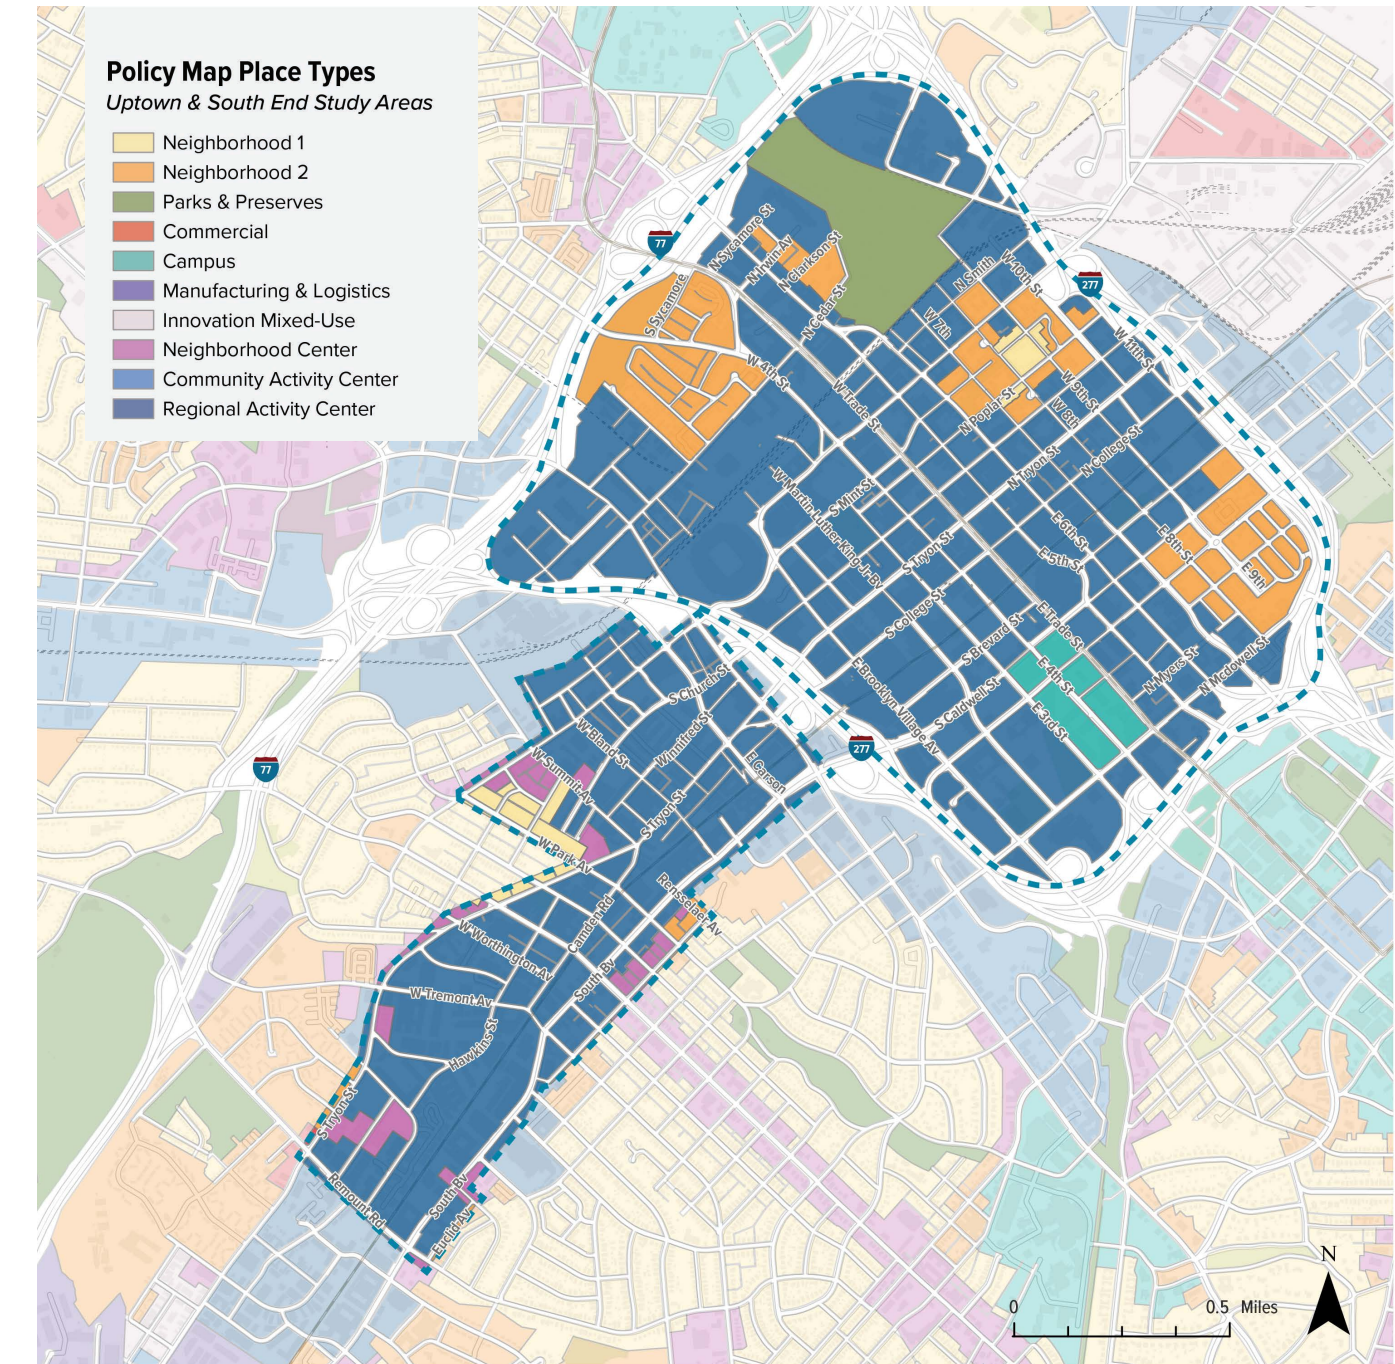 Policy Map Place Types
Uptown & South End Study Areas
Neighborhood 1
Neighborhood 2
Parks & Preserves
Commercial
Campus
Manufacturing & Logistics
Innovation Mixed-Use
Neighborhood Center
Community Activity Center
Regional Activity Center
77
N Sycamore St
N Irwin Av
N Clarkson St
N Cedar St
S Sycamore
N Smith
W 10th St
277
W 7th
W 11th St
W 4th St
W Trade St
W 9th St
W 8th
N Poplar St
N College St
N Tryon St
S Mint St
W Martin Luther King Jr Bv
E 6th St
E 5th St
E 8th St
E 9th
S Tryon St
S College St
E Trade St
S Brevard St
E 4th St
N Myers St
N Mcdowell St
E Brooklyn Village Av
S Caldwell St
E 3rd St
277
77
S Church St
W Bland St
Winnifred St
W Summit Av
E Carson
S Tryon St
W Park Av
Rensselaer Av
Camden Rd
W Worthington Av
South Bv
W Tremont Av
Hawkins St
S Tryon St
Remount Rd
South Bv
Euclid Av
N
0 0.5 Miles